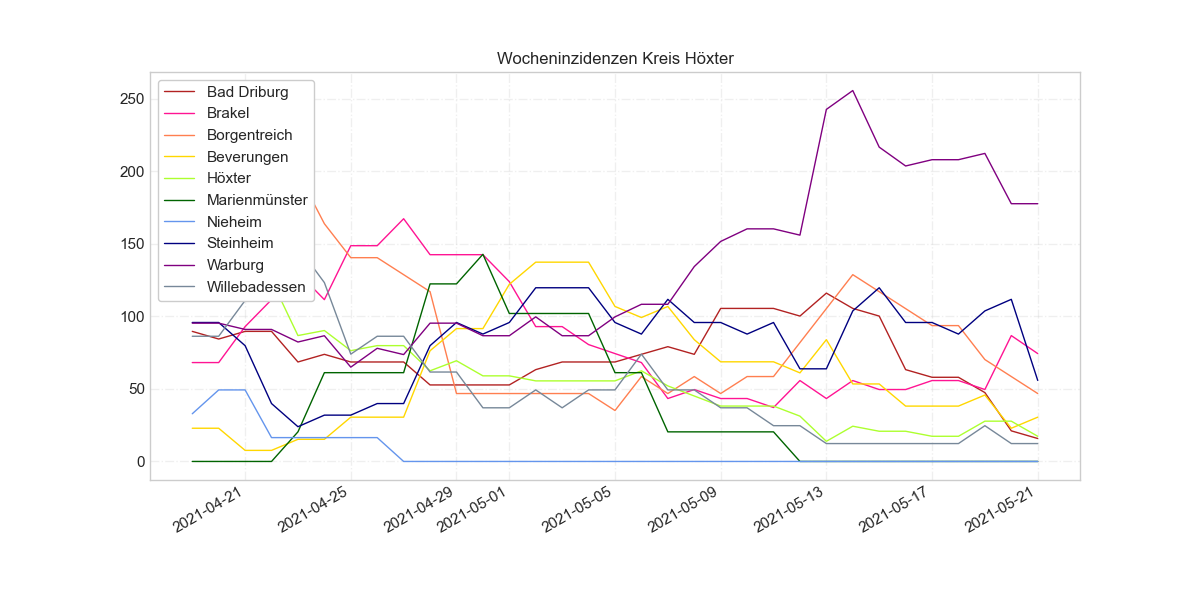 Wocheninzidenzen Kreis Höxter
250
200
150
100
50
0
Bad Driburg
Brakel
Borgentreich
Beverungen
Höxter
Marienmünster
Nieheim
Steinheim
Warburg
Willebadessen
2021-04-21
2021-04-25
2021-04-29
2021-05-01
2021-05-05
2021-05-09
2021-05-13
2021-05-17
2021-05-21